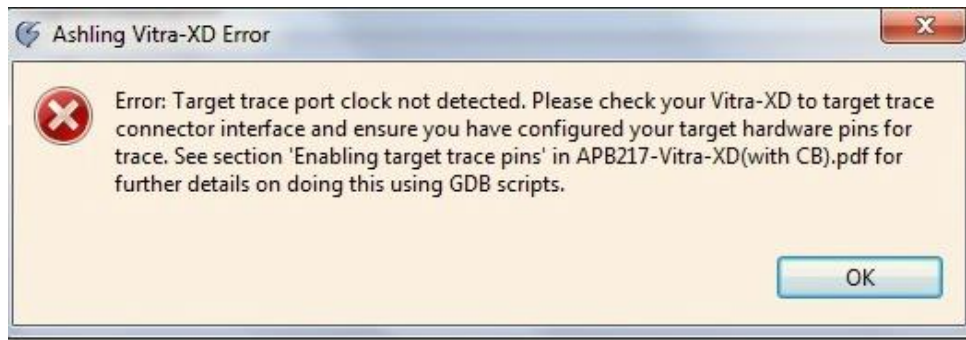 Ashling Vitra-XD Error
Error: Target trace port clock not detected. Please check your Vitra-XD to target trace
connector interface and ensure you have configured your target hardware pins for
trace. See section 'Enabling target trace pins' in APB217-Vitra-XD(with CB).pdf for
further details on doing this using GDB scripts.
OK